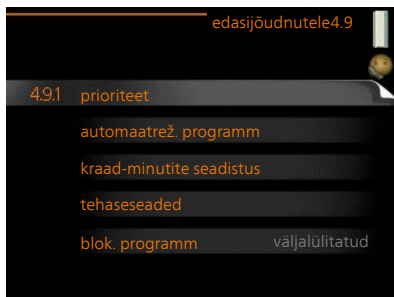 edasijõudnutele4.9
4.9.1 prioriteet
automaatrež. programm
kraad-minutite seadistus
tehaseseaded
blok. programm väljalülitatud